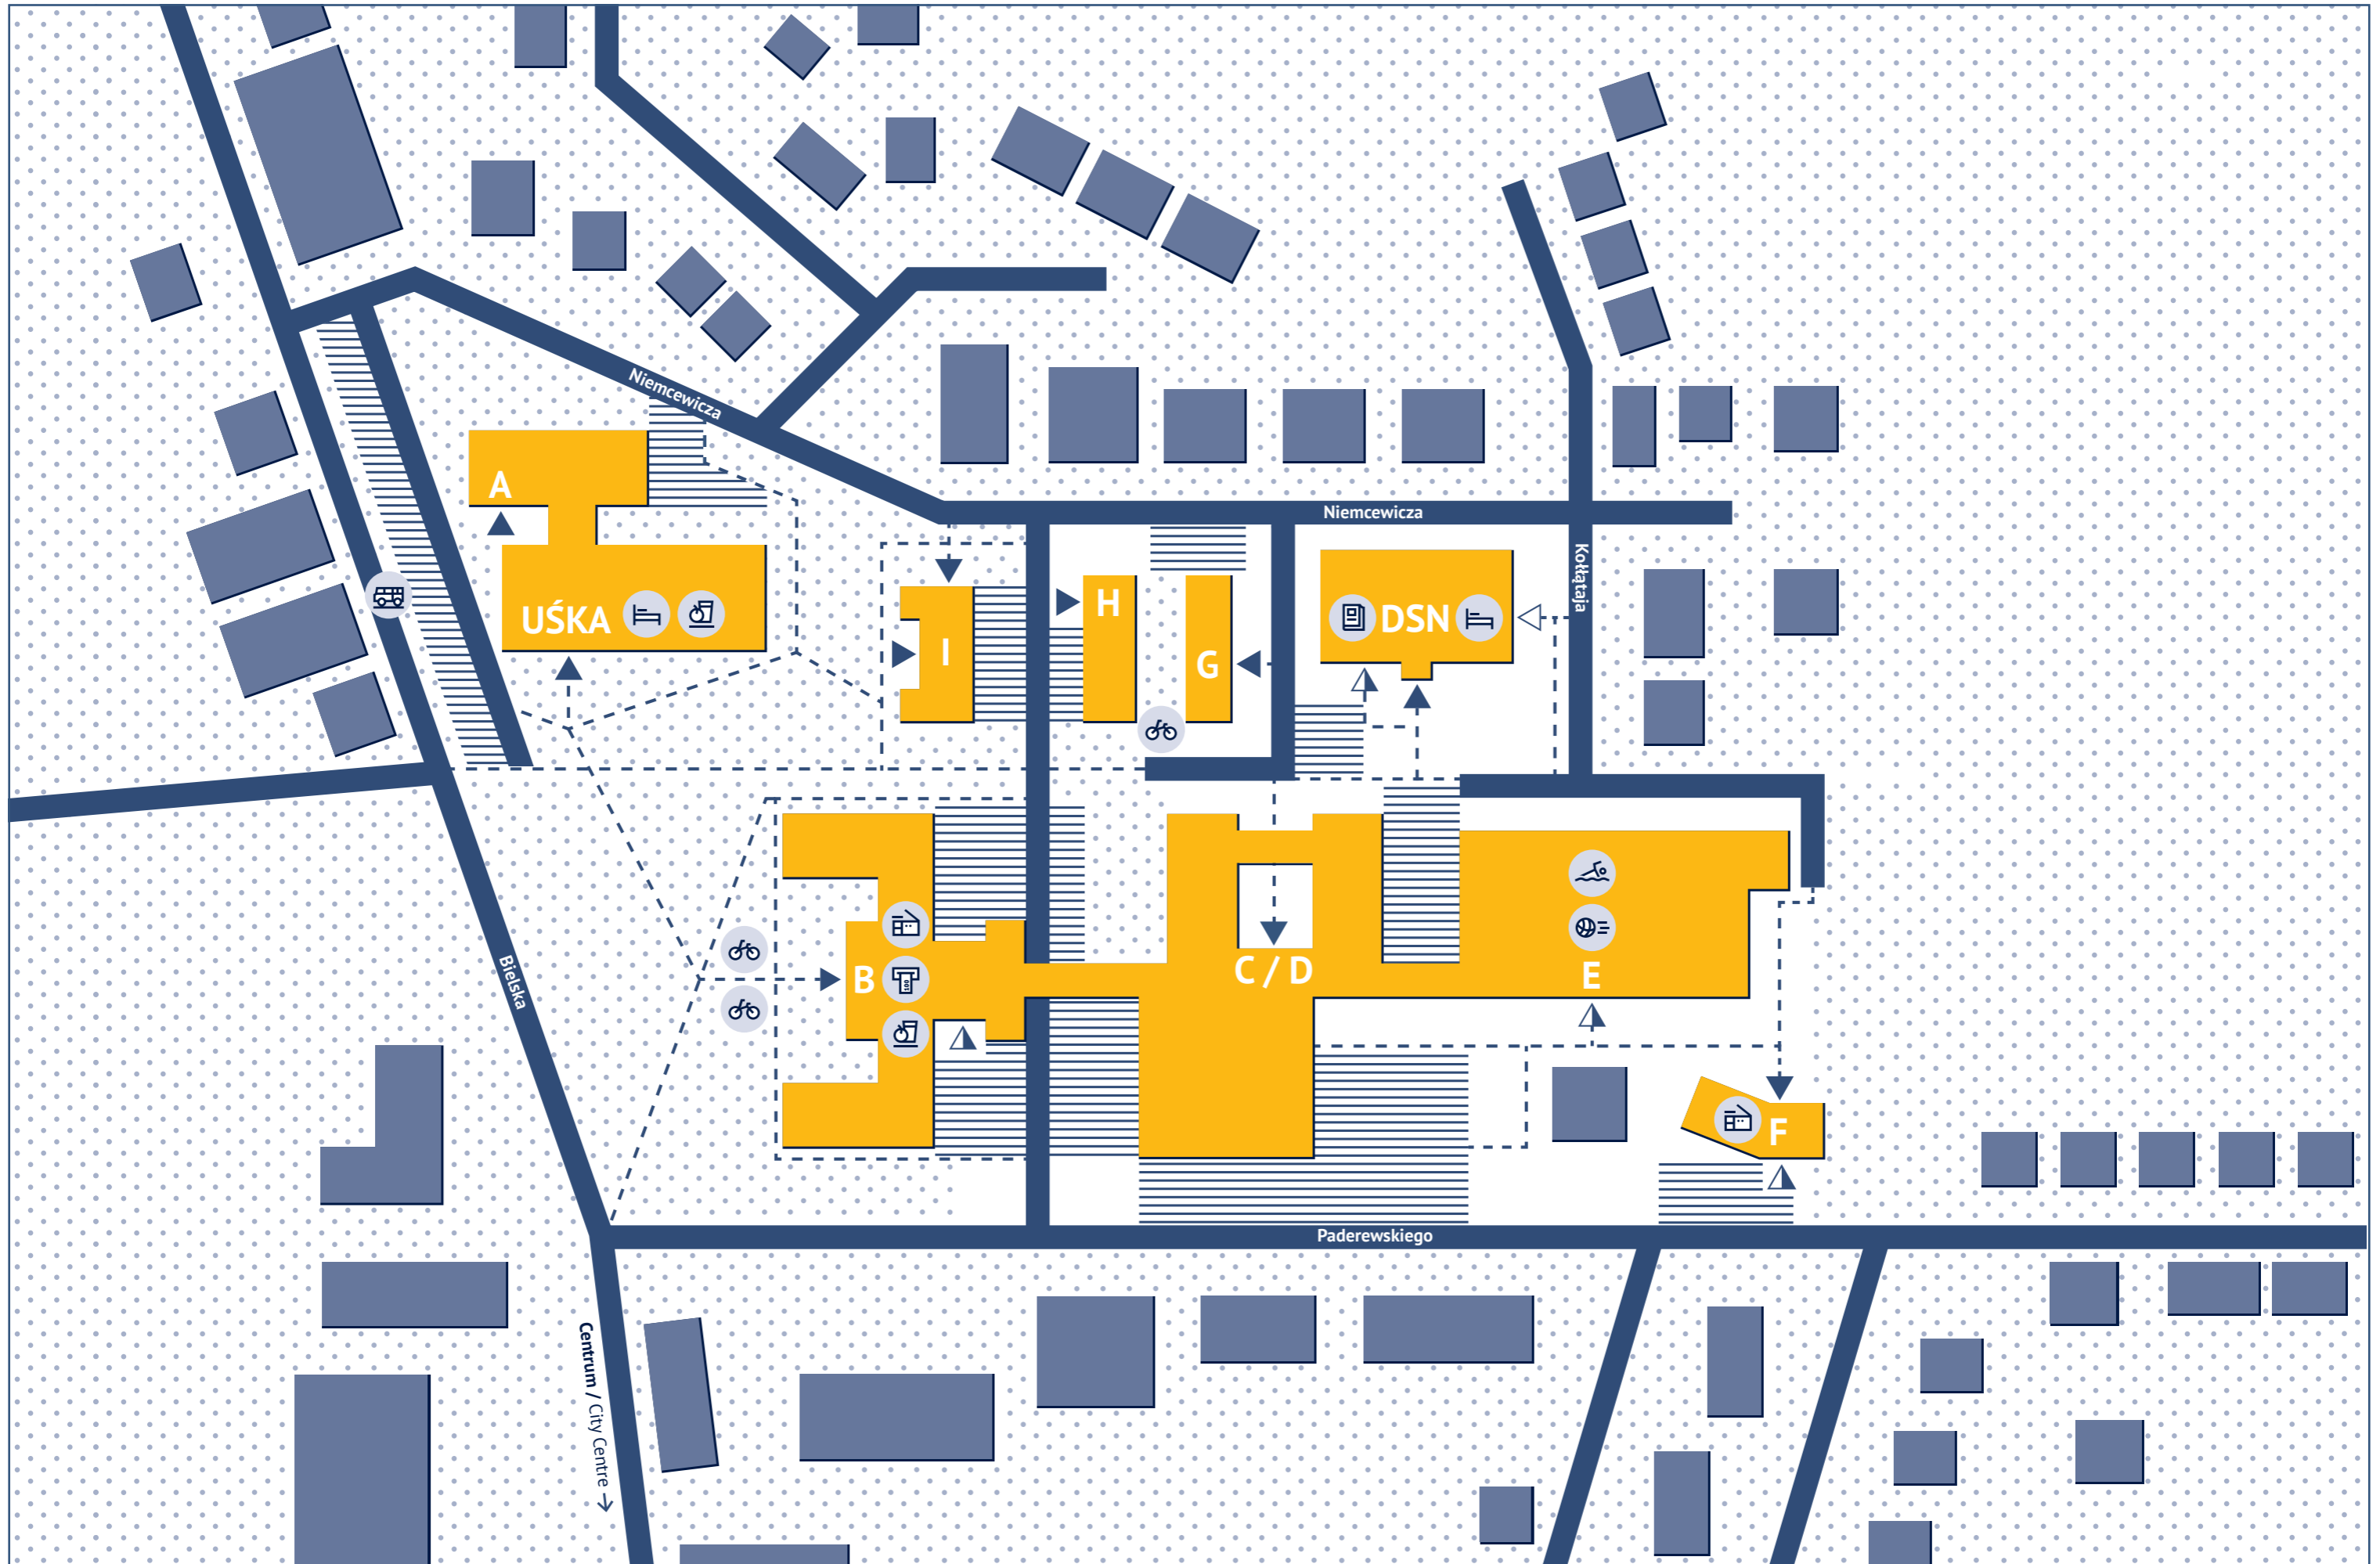 Niemcewicza
A
Niemcewicza
Kołłątaja
UŚKA
I
H
G
DSN
B
C / D
E
Bielska
F
Paderewskiego
Centrum / City Centre →